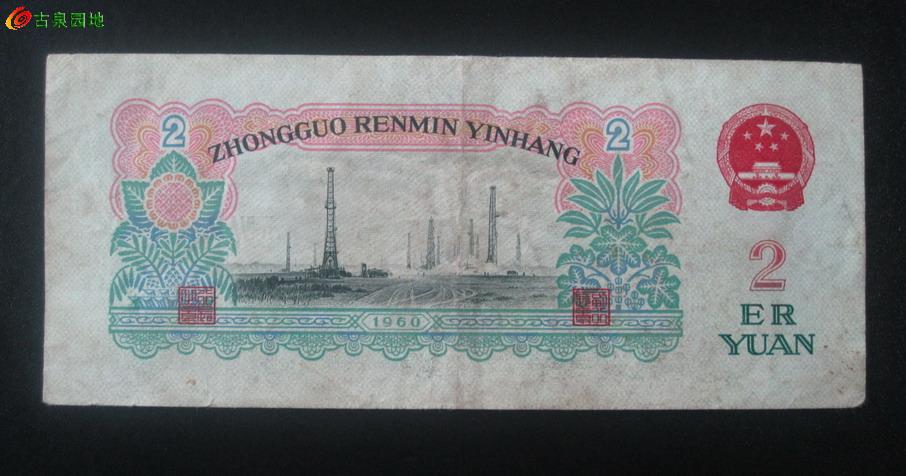 古泉园地
ZHONGGUO RENMIN YINHANG
2
2
1960
2
ER
YUAN